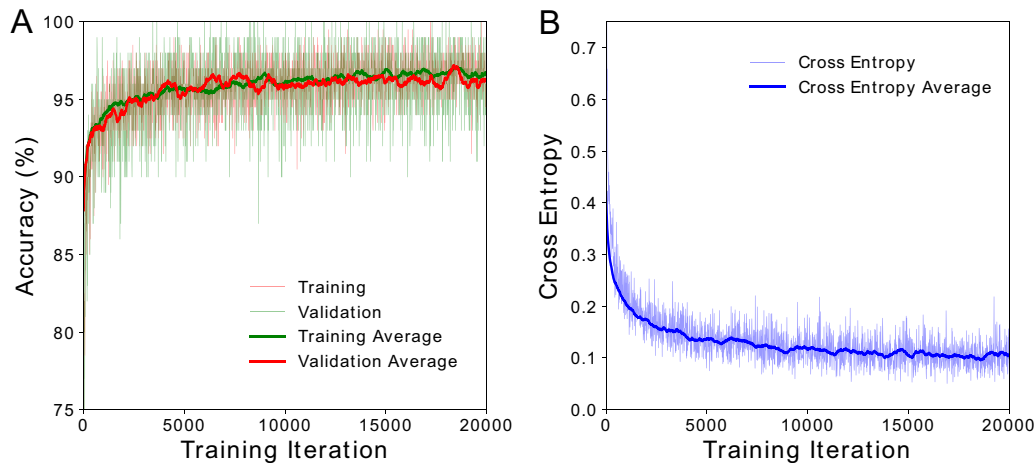 A
100
95
90
85
80
75
Accuracy (%)
Training
Validation
Training Average
Validation Average
0
5000
10000
15000
20000
Training Iteration
B
0.7
0.6
0.5
0.4
0.3
0.2
0.1
0.0
Cross Entropy
Cross Entropy
Cross Entropy Average
0
5000
10000
15000
20000
Training Iteration